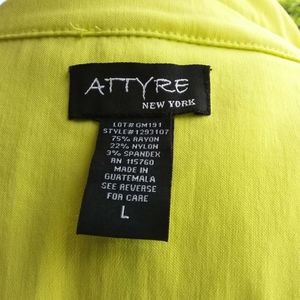 ATTYRE
NEW YORK
LOT# GM191
STYLE#1293107
75% RAYON
22% NYLON
3% SPANDEX
RN 115760
MADE IN
GUATEMALA
SEE REVERSE
FOR CARE
L